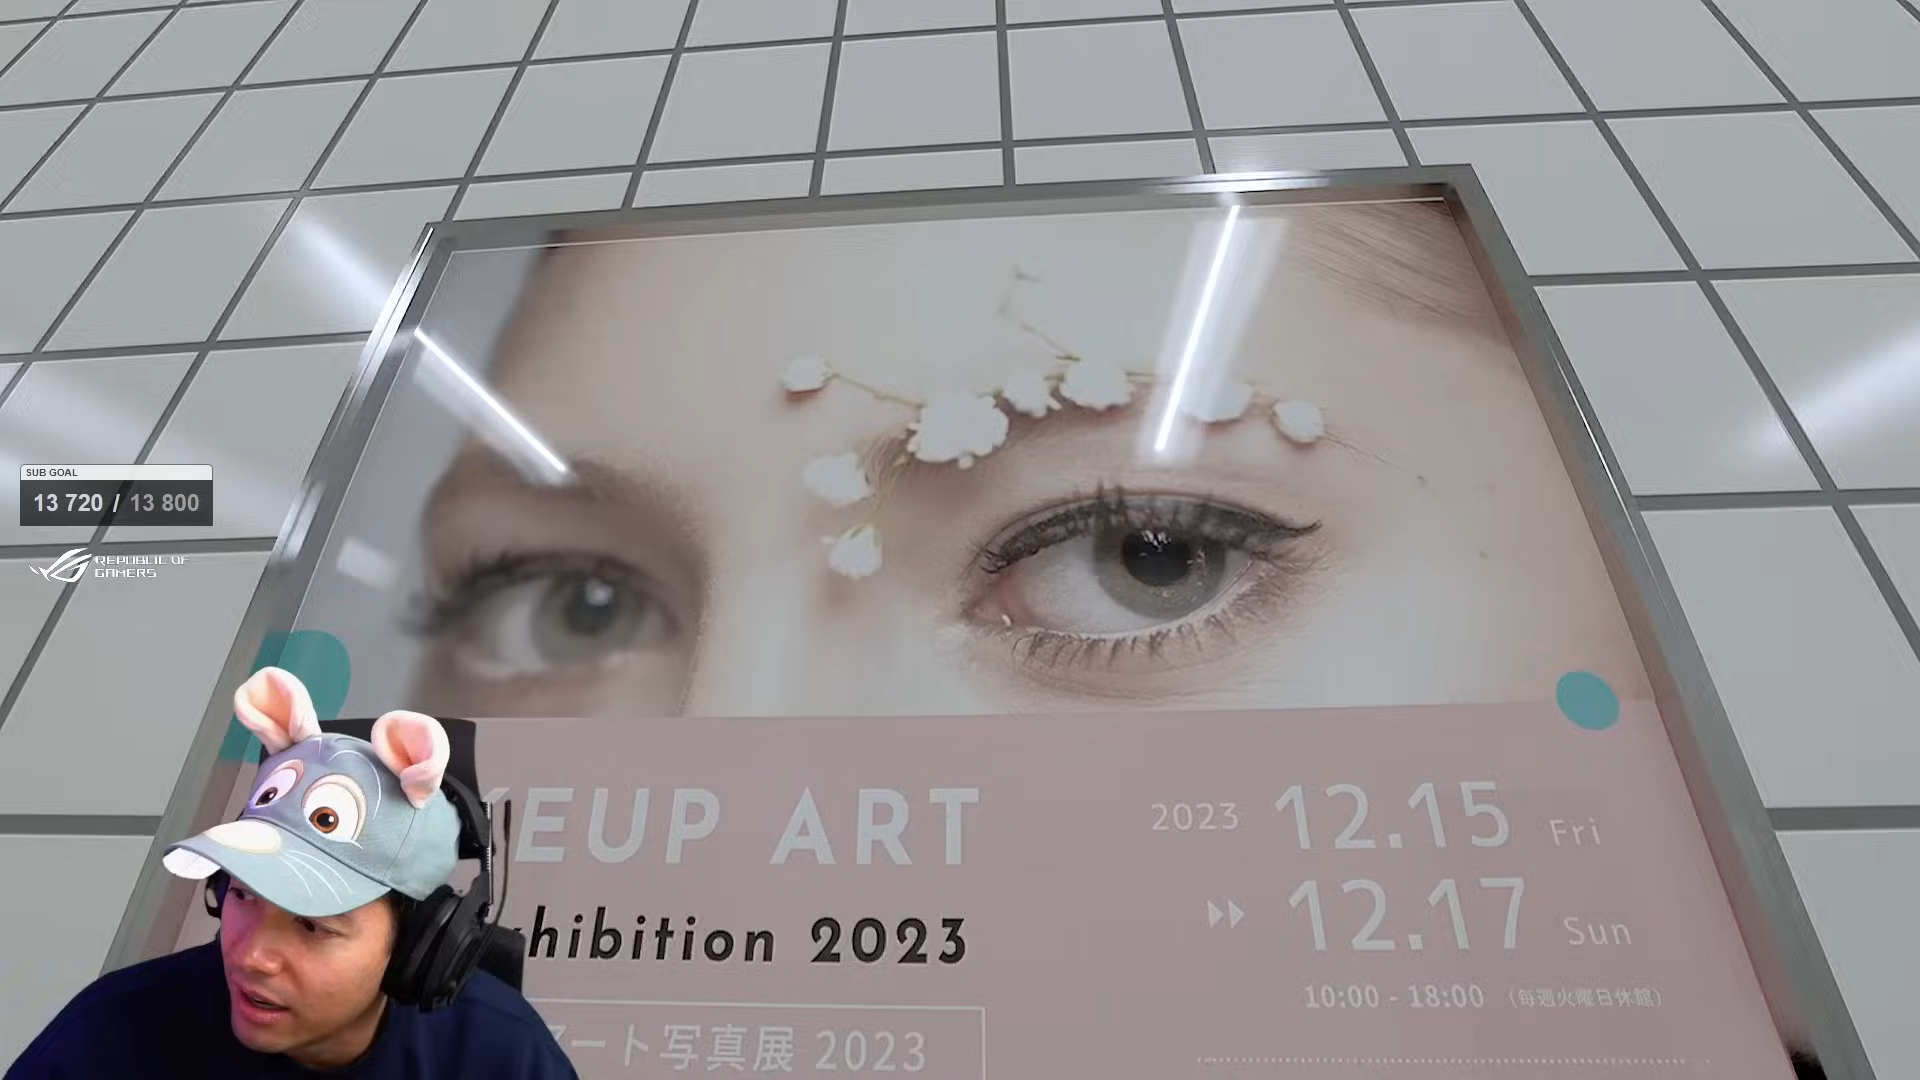 SUB GOAL
13 720 / 13 800
REPUBLIC OF
GAMERS
KEUP ART
hibition 2023
アート写真展 2023
2023 12.15 Fri
12.17 Sun
10:00 - 18:00 (毎週火曜日休館)